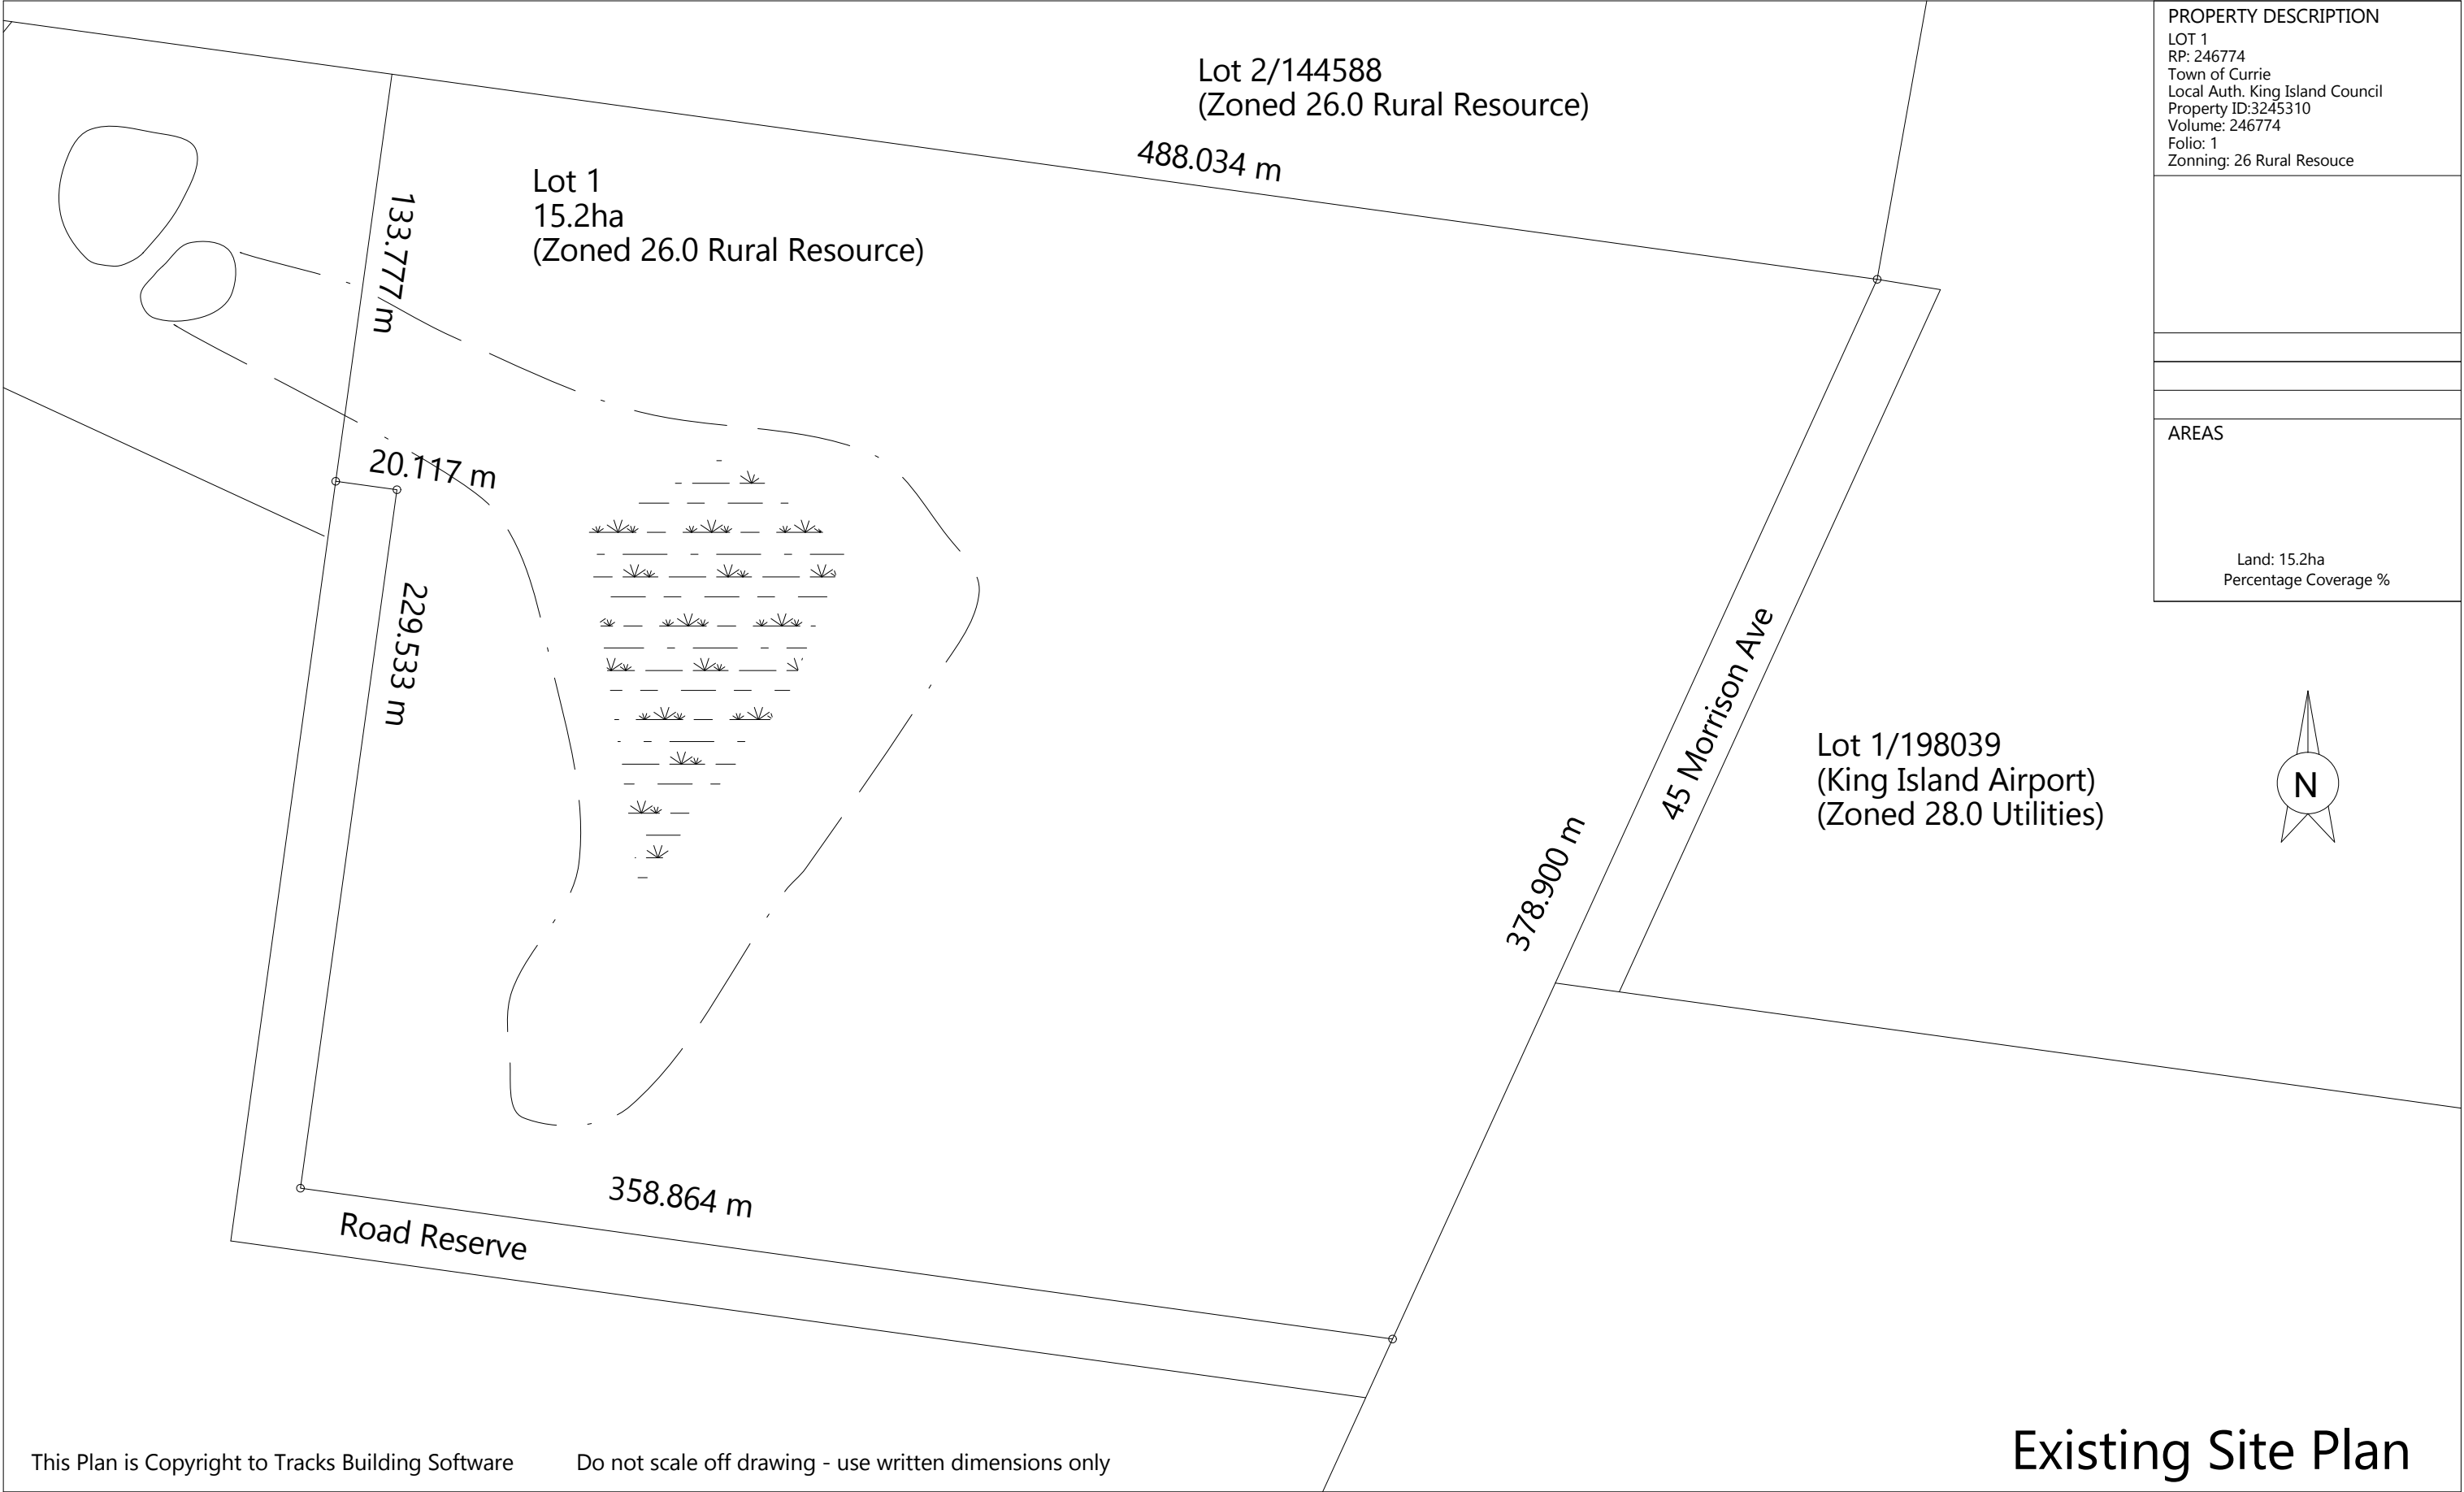 PROPERTY DESCRIPTION
LOT 1
RP: 246774
Town of Currie
Local Auth. King Island Council
Property ID:3245310
Volume: 246774
Folio: 1
Zonning: 26 Rural Resouce
Lot 2/144588
(Zoned 26.0 Rural Resource)
488.034 m
Lot 1
15.2ha
(Zoned 26.0 Rural Resource)
133.777 m
20.117 m
229.533 m
AREAS
Land: 15.2ha
Percentage Coverage %
45 Morrison Ave
378.900 m
Lot 1/198039
(King Island Airport)
(Zoned 28.0 Utilities)
N
358.864 m
Road Reserve
This Plan is Copyright to Tracks Building Software
Do not scale off drawing - use written dimensions only
Existing Site Plan